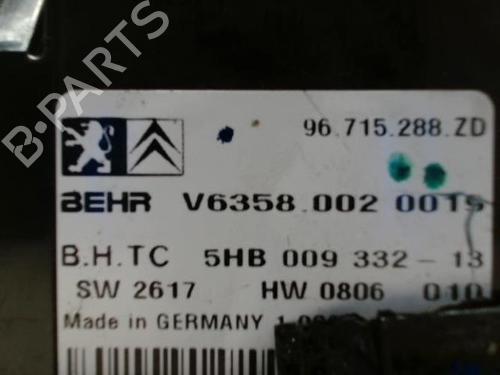 96.715.288.ZD
BEHR V6358.002 0019
B.H.TC 5HB 009 332-13
SW 2617 HW 0806 010
Made in GERMANY
B-PARTS